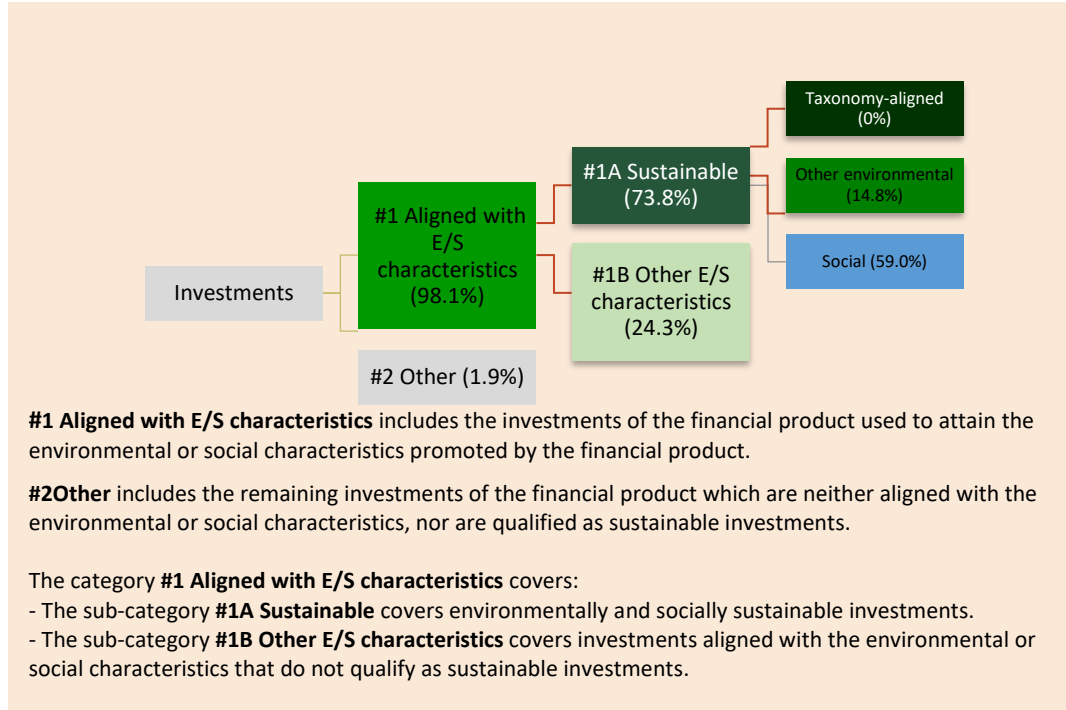 Taxonomy-aligned
(0%)
#1A Sustainable
(73.8%)
Other environmental
(14.8%)
#1 Aligned with
E/S
characteristics
(98.1%)
Social (59.0%)
#1B Other E/S
characteristics
(24.3%)
Investments
#2 Other (1.9%)
#1 Aligned with E/S characteristics includes the investments of the financial product used to attain the
environmental or social characteristics promoted by the financial product.
#2Other includes the remaining investments of the financial product which are neither aligned with the
environmental or social characteristics, nor are qualified as sustainable investments.
The category #1 Aligned with E/S characteristics covers:
- The sub-category #1A Sustainable covers environmentally and socially sustainable investments.
- The sub-category #1B Other E/S characteristics covers investments aligned with the environmental or
social characteristics that do not qualify as sustainable investments.